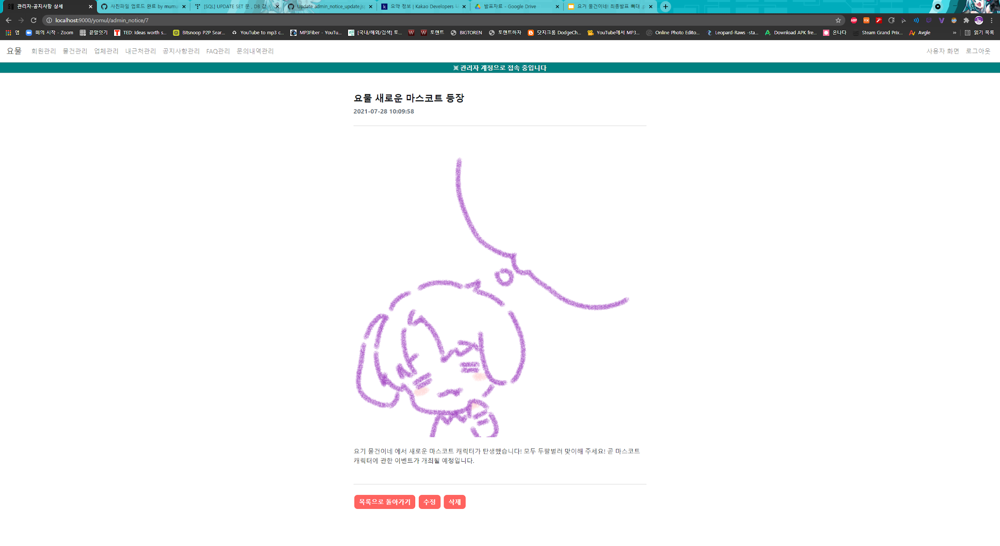 관리자-공지사항 상세
사진파일 업로드 완료 by mumu
[SQL] UPDATE SET 문 , DB 값
Update admin_notice_update.jsp
요약 정보 | Kakao Developers
발표자료 - Google Drive
요거 물건이네! 최종발표 뼈대 .p
localhost:9000/yomul/admin_notice/7
앱
회의 시작 - Zoom
끝말잇기
TED: Ideas worth s...
Bitsnoop P2P Sear...
YouTube to mp3 c...
MP3Fiber - YouTu...
[국내/해외/검색] 토...
토렌트
BIGTOREN
토렌트하자
닷지크롬 DodgeCh...
YouTube에서 MP3...
Online Photo Edito...
Leopard-Raws -sta...
Download APK fre...
온나다
Steam Grand Prix...
Avgle
»
읽기 목록
요물 회원관리 물건관리 업체관리 내근처관리 공지사항관리 FAQ관리 문의내역관리 사용자 화면 로그아웃
※ 관리자 계정으로 접속 중입니다
요물 새로운 마스코트 등장
2021-07-28 10:09:58
요기 물건이네 에서 새로운 마스코트 캐릭터가 탄생했습니다! 모두 두팔벌려 맞이해 주세요! 곧 마스코트
캐릭터에 관한 이벤트가 개최될 예정입니다.
목록으로 돌아가기 수정 삭제